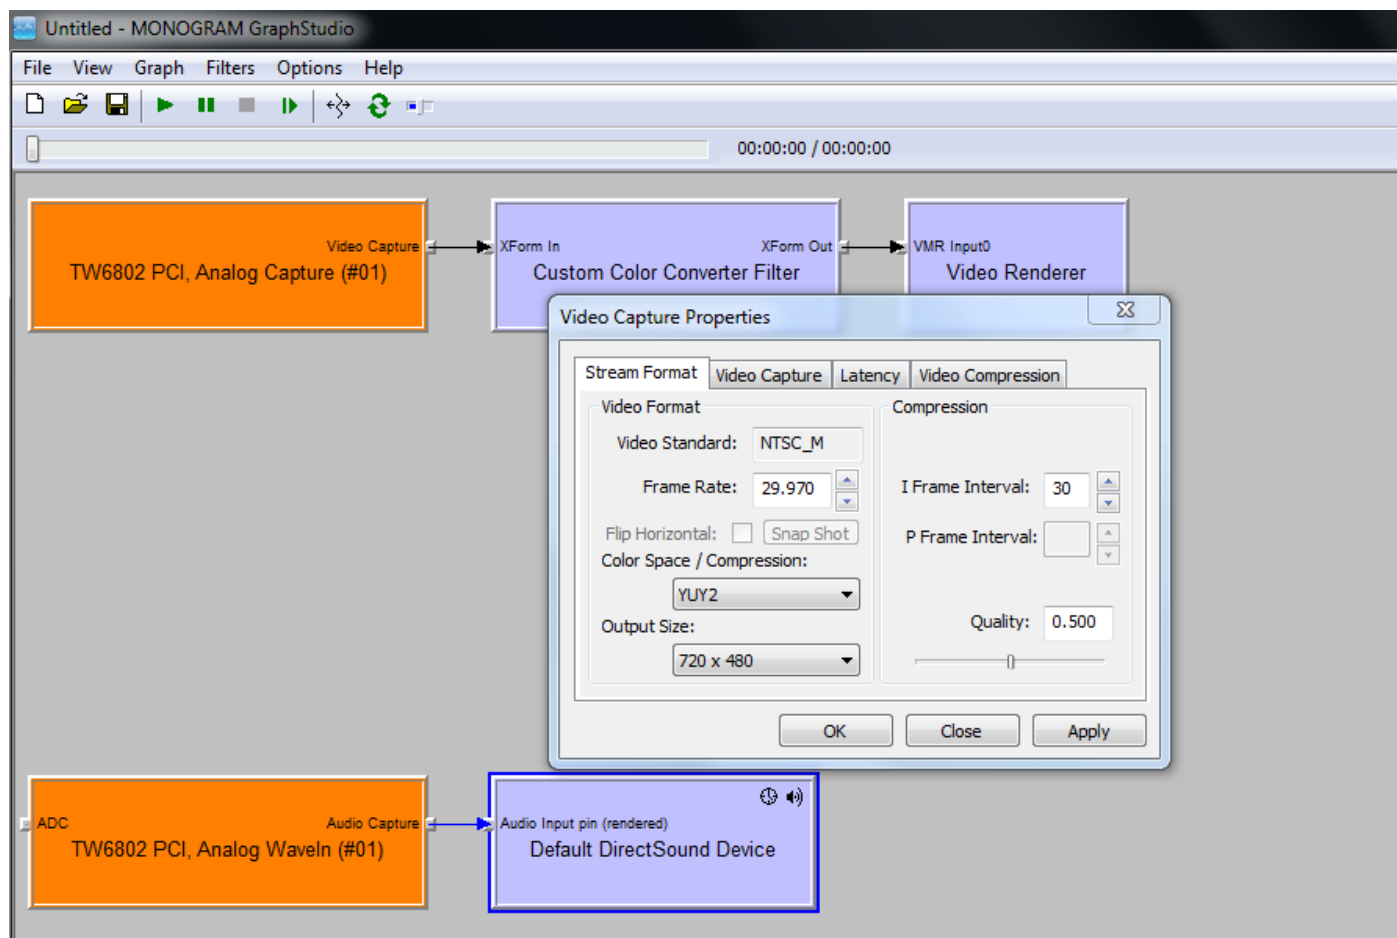 Untitled - MONOGRAM GraphStudio
File View Graph Filters Options Help
00:00:00 / 00:00:00
Video Capture
TW6802 PCI, Analog Capture (#01)
XForm In XForm Out
Custom Color Converter Filter
VMR Input0
Video Renderer
Video Capture Properties
Stream Format Video Capture Latency Video Compression
Video Format
Video Standard: NTSC_M
Frame Rate: 29.970
Flip Horizontal: Snap Shot
Color Space / Compression:
YUY2
Output Size:
720 x 480
Compression
I Frame Interval: 30
P Frame Interval:
Quality: 0.500
OK Close Apply
ADC Audio Capture
TW6802 PCI, Analog WaveIn (#01)
Audio Input pin (rendered)
Default DirectSound Device